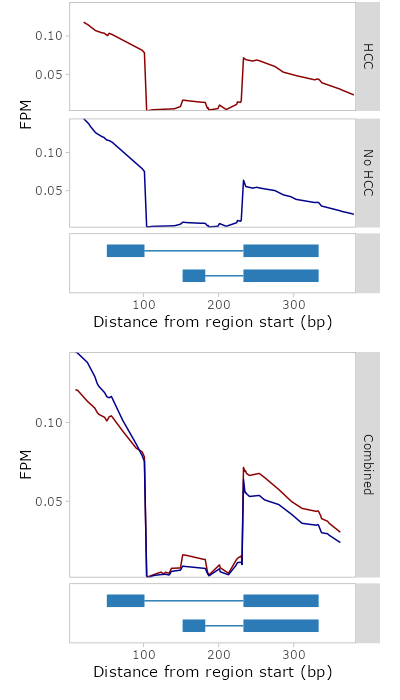 0.10
0.05
HCC
FPM
0.10
0.05
No HCC
100 200 300
Distance from region start (bp)
0.10
0.05
FPM
Combined
100 200 300
Distance from region start (bp)